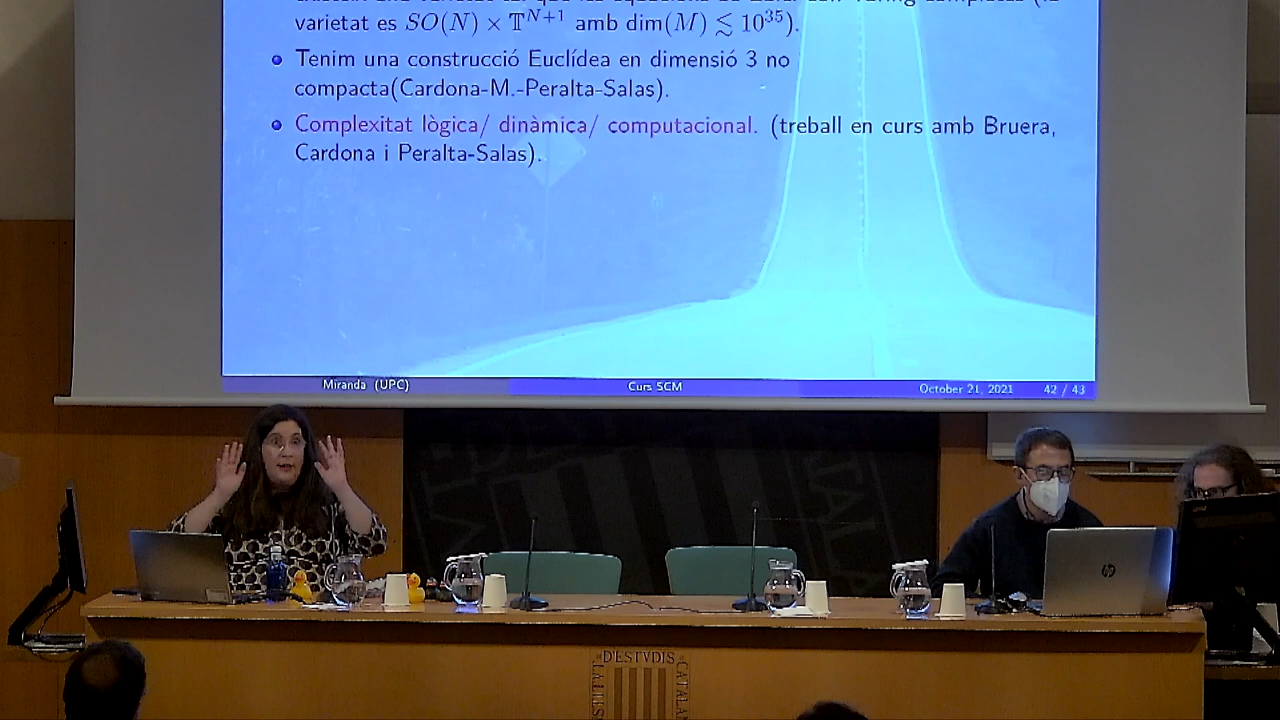 varietat es SO(N) × 𝕋^{N+1} amb dim(M) ≲ 10^{35}).
Tenim una construcció Euclídea en dimensió 3 no
compacta(Cardona-M.-Peralta-Salas).
Complexitat lògica/ dinàmica/ computacional. (treball en curs amb Bruera,
Cardona i Peralta-Salas).
Miranda (UPC) Curs SCM October 21, 2021 42 / 43
hp
D'ESTVDIS